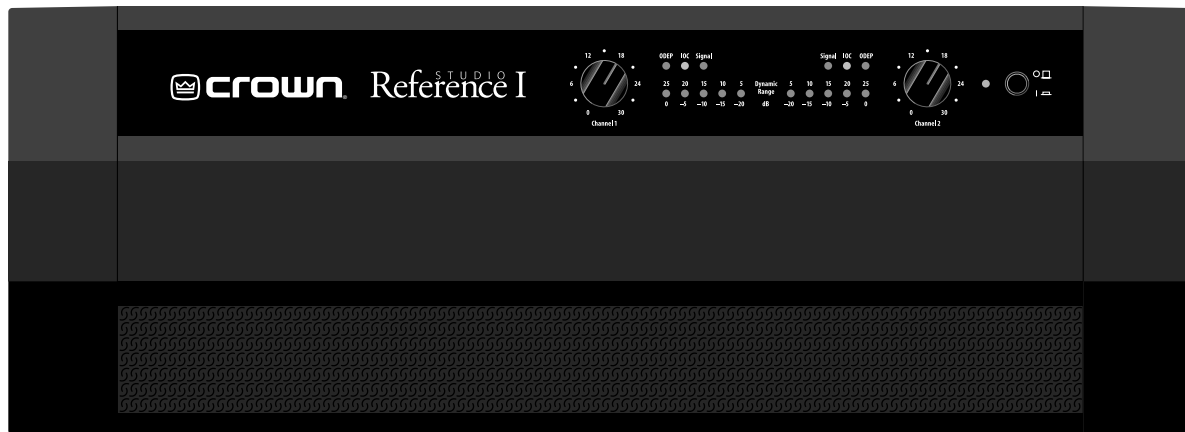 crown®
STUDIO
Reference I
12 18
6 24
0 30
Channel 1
ODEP IOC Signal
25 20 15 10 5
0 –5 –10 –15 –20
Dynamic
Range
dB
Signal IOC ODEP
5 10 15 20 25
–20 –15 –10 –5 0
12 18
6 24
0 30
Channel 2